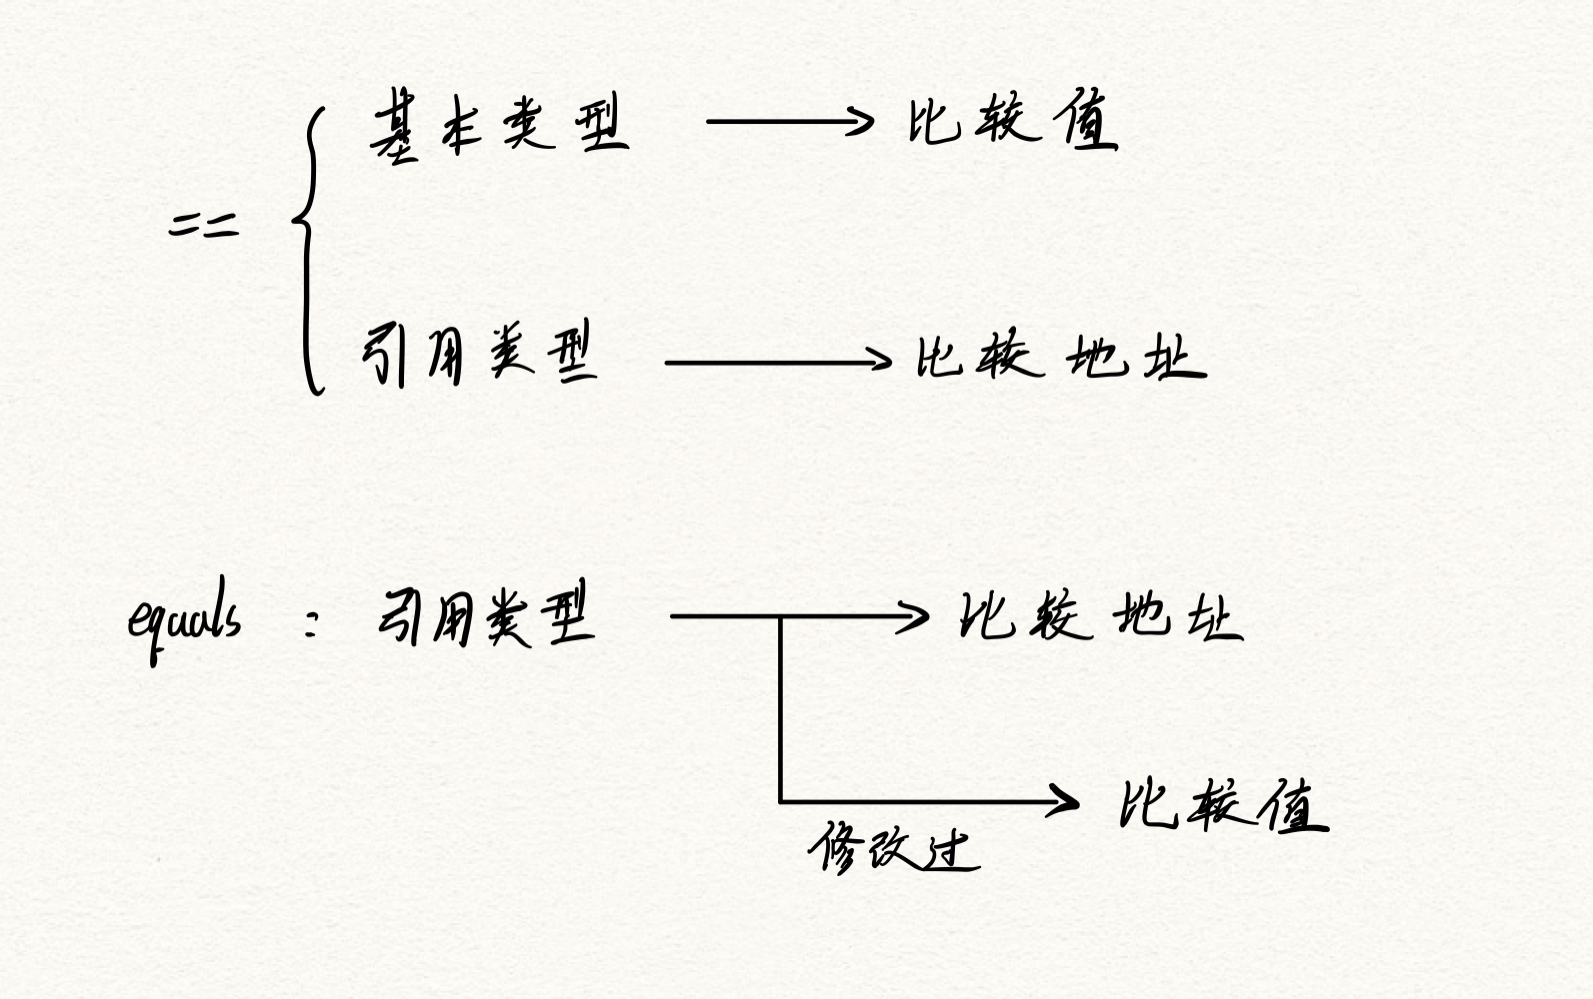 基本类型 → 比较值
==
引用类型 → 比较地址
equals : 引用类型 → 比较地址
比较值
修改过